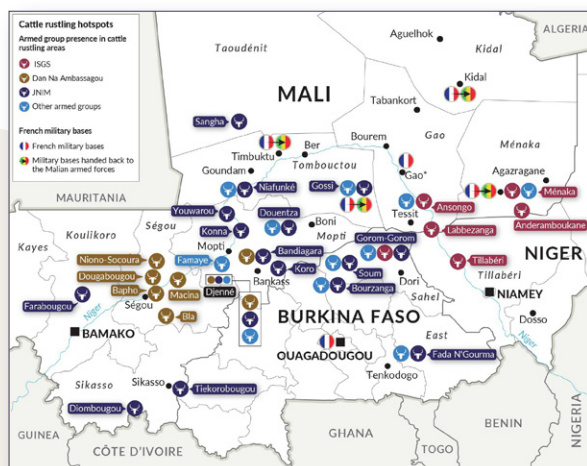 Cattle rustling hotspots
Armed group presence in cattle
rustling areas
ISGS
Dan Na Ambassagou
JNIM
Other armed groups
French military bases
French military bases
Military bases handed back
to the Malian armed forces
ALGERIA
Aguelhok
Kidal
Taoudénit
Kidal
MALI
Tabankort
Gao
Sangha
Ménaka
Timbuktu
Ber
Bourem
Goundam
Tombouctou
Gao*
Agazragane
MAURITANIA
Niafunké
Gossi
Ansongo
Ménaka
Youwarou
Douentza
Tessit
Anderamboukane
Ségou
Konna
Boni
Gorom-Gorom
Labbezanga
Koulikoro
Mopti
Mopti
NIGER
Kayes
Niono-Socoura
Famaye
Bandiagara
Tillabéri
Dougabougou
Koro
Soum
Tillabéri
Bapho
Macina
Djenné
Bankass
Bourzanga
Dori
Farabougou
Ségou
Sahel
NIAMEY
Bla
BURKINA FASO
Niger
Dosso
BAMAKO
East
Niger
OUAGADOUGOU
Fada N'Gourma
Sikasso
Sikasso
Tiekorobougou
Tenkodogo
Diombougou
BENIN
GUINEA
CÔTE D'IVOIRE
GHANA
TOGO
NIGERIA